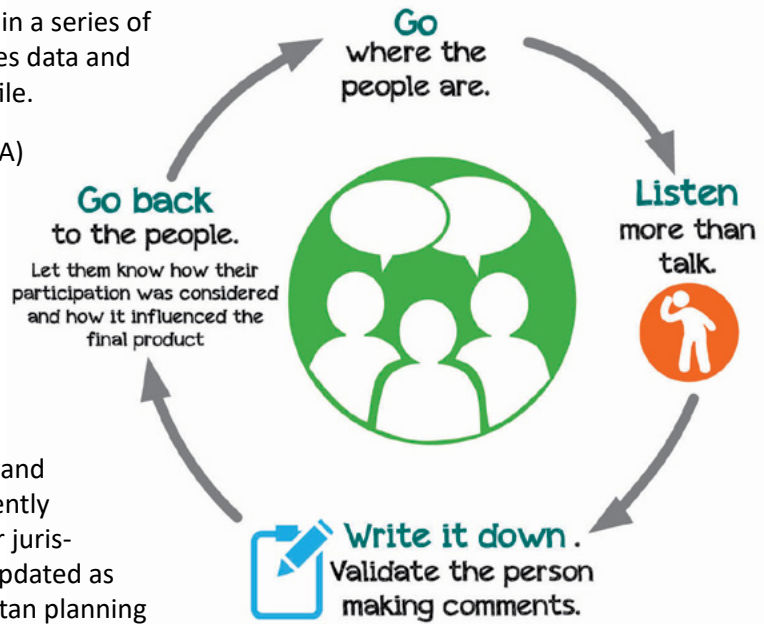 in a series of
es data and
ile.
A)
and
ently
r juris-
pdated as
tan planning
Go
where the
people are.
Listen
more than
talk.
Write it down .
Validate the person
making comments.
Go back
to the people.
Let them know how their
participation was considered
and how it influenced the
final product